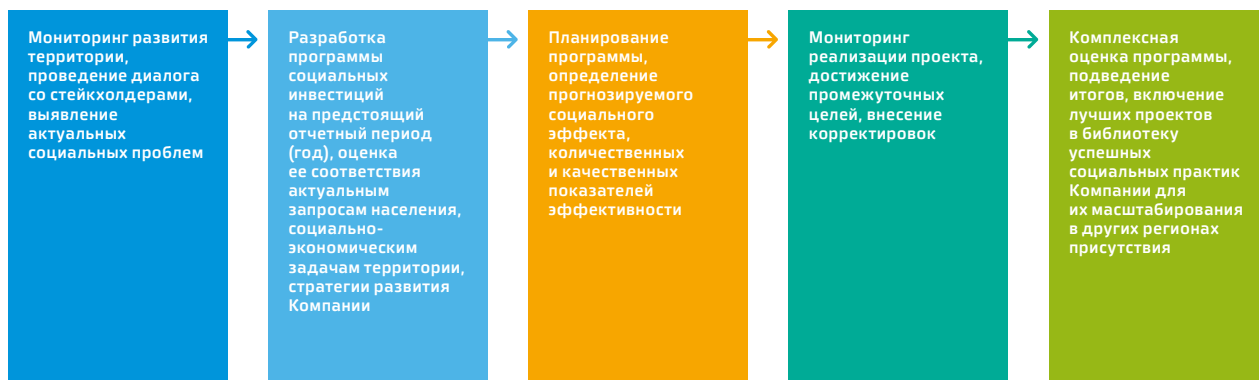 Мониторинг развития
территории,
проведение диалога
со стейкхолдерами,
выявление
актуальных
социальных проблем
Разработка
программы
социальных
инвестиций
на предстоящий
отчетный период
(год), оценка
ее соответствия
актуальным
запросам населения,
социально-
экономическим
задачам территории,
стратегии развития
Компании
Планирование
программы,
определение
прогнозируемого
социального
эффекта,
количественных
и качественных
показателей
эффективности
Мониторинг
реализации проекта,
достижение
промежуточных
целей, внесение
корректировок
Комплексная
оценка программы,
подведение
итогов, включение
лучших проектов
в библиотеку
успешных
социальных практик
Компании для
их масштабирования
в других регионах
присутствия